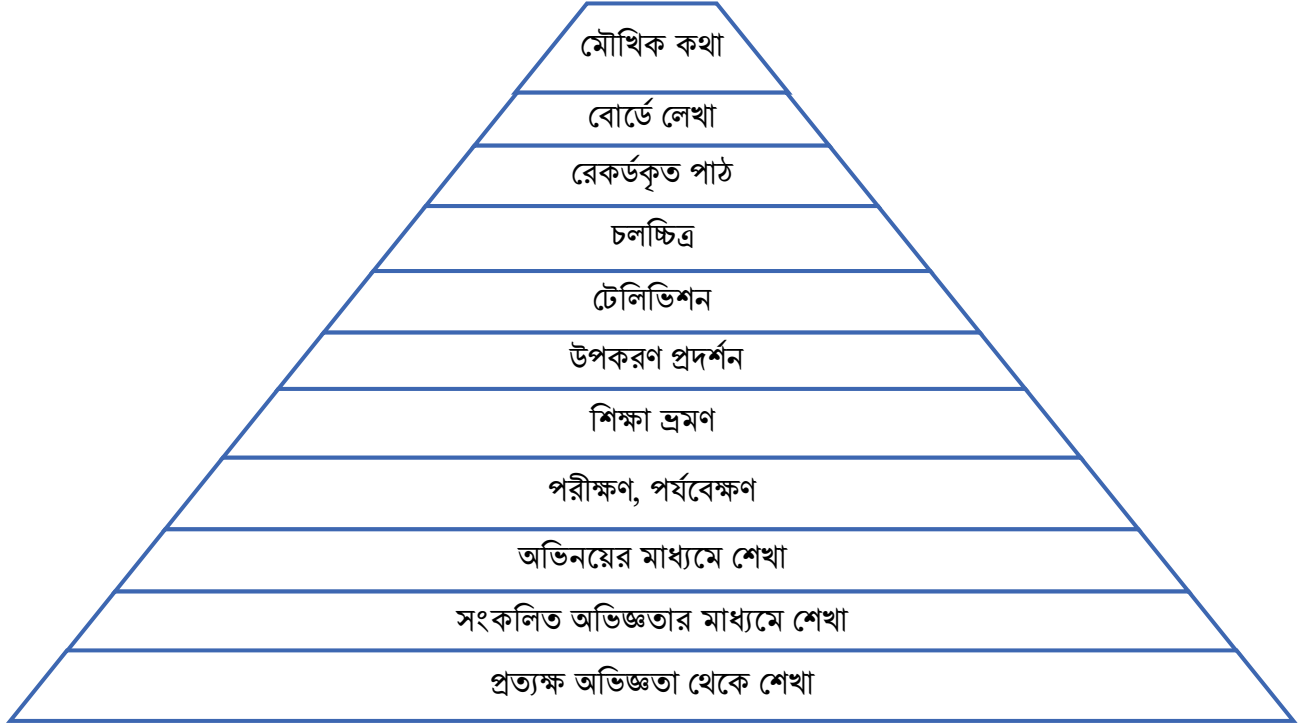 মৌখিক কথা
বোর্ডে লেখা
রেকর্ডকৃত পাঠ
চলচ্চিত্র
টেলিভিশন
উপকরণ প্রদর্শন
শিক্ষা ভ্রমণ
পরীক্ষণ, পর্যবেক্ষণ
অভিনয়ের মাধ্যমে শেখা
সংকলিত অভিজ্ঞতার মাধ্যমে শেখা
প্রত্যক্ষ অভিজ্ঞতা থেকে শেখা